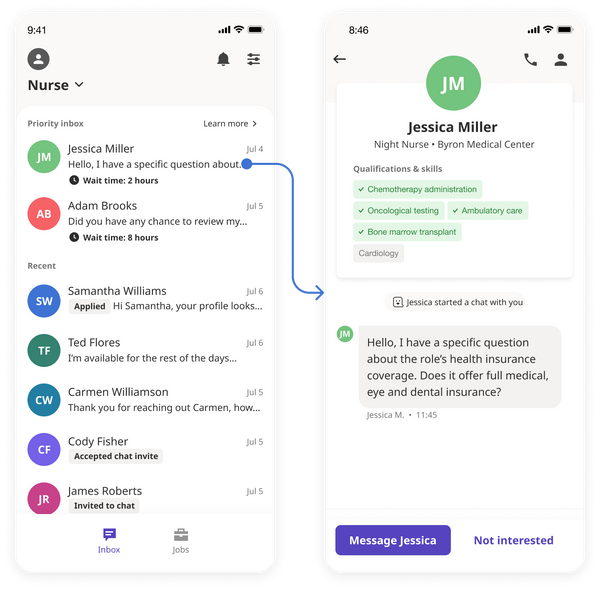 9:41
Nurse
Priority inbox
Learn more
JM
Jessica Miller
Jul 4
Hello, I have a specific question about.
Wait time: 2 hours
AB
Adam Brooks
Jul 5
Did you have any chance to review my...
Wait time: 8 hours
Recent
SW
Samantha Williams
Jul 6
Applied
Hi Samantha, your profile looks...
TF
Ted Flores
Jul 6
I'm available for the rest of the days...
CW
Carmen Williamson
Jul 5
Thank you for reaching out Carmen, how...
CF
Cody Fisher
Jul 5
Accepted chat invite
JR
James Roberts
Jul 5
Invited to chat
Inbox
Jobs
8:46
JM
Jessica Miller
Night Nurse • Byron Medical Center
Qualifications & skills
Chemotherapy administration
Oncological testing
Ambulatory care
Bone marrow transplant
Cardiology
Jessica started a chat with you
JM
Hello, I have a specific question
about the role's health insurance
coverage. Does it offer full medical,
eye and dental insurance?
Jessica M. • 11:45
Message Jessica
Not interested